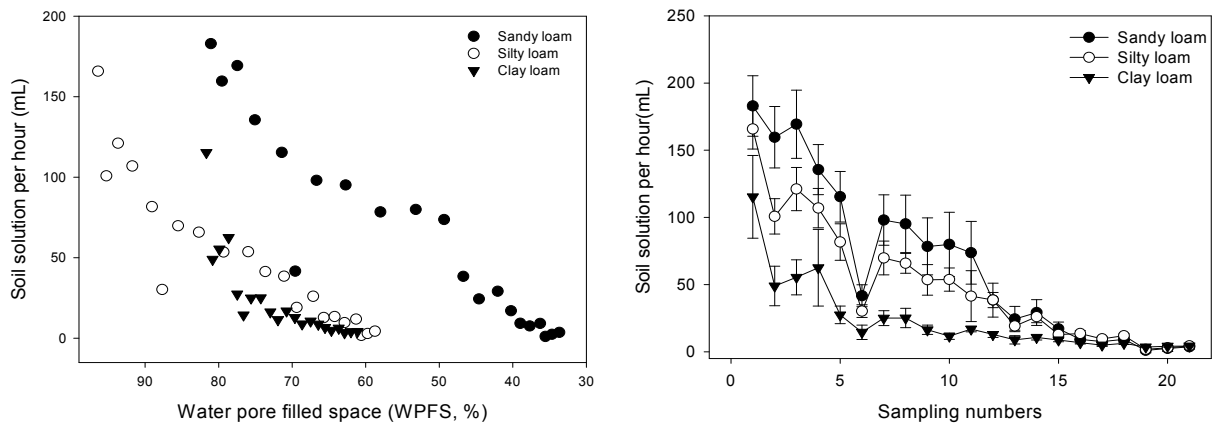 200
150
100
50
0
Soil solution per hour (mL)
Sandy loam
Silty loam
Clay loam
90 80 70 60 50 40 30
Water pore filled space (WPFS, %)
250
200
150
100
50
0
Soil solution per hour(mL)
Sandy loam
Silty loam
Clay loam
0 5 10 15 20
Sampling numbers